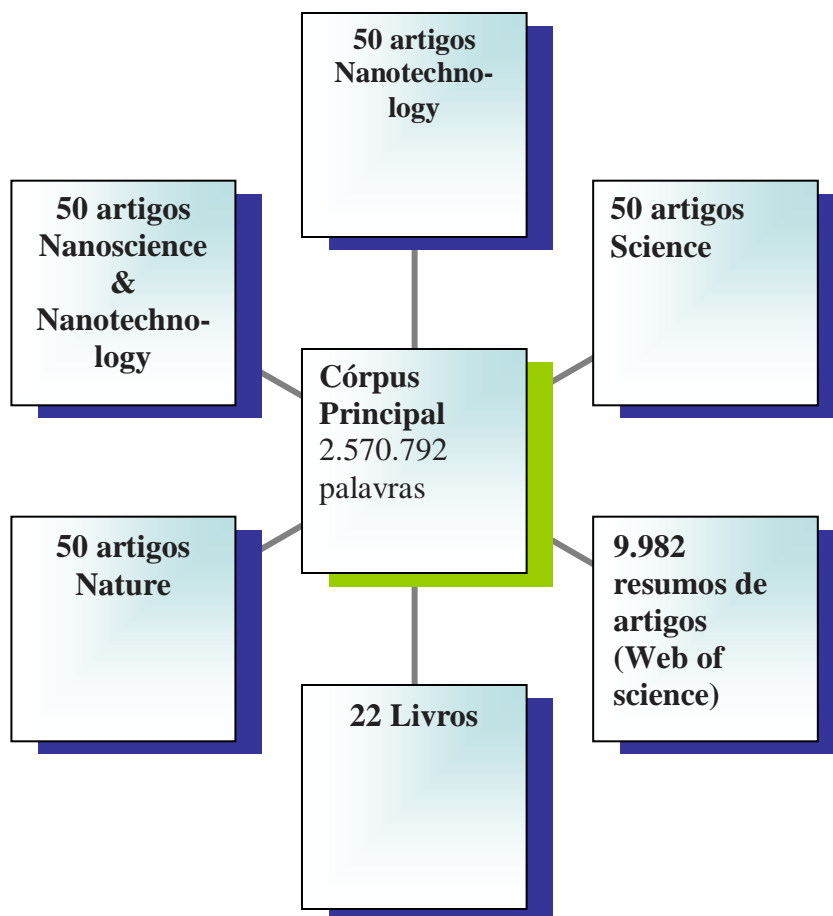 50 artigos
Nanotechno-
logy
50 artigos
Nanoscience
&
Nanotechno-
logy
50 artigos
Science
Córpus
Principal
2.570.792
palavras
50 artigos
Nature
9.982
resumos de
artigos
(Web of
science)
22 Livros